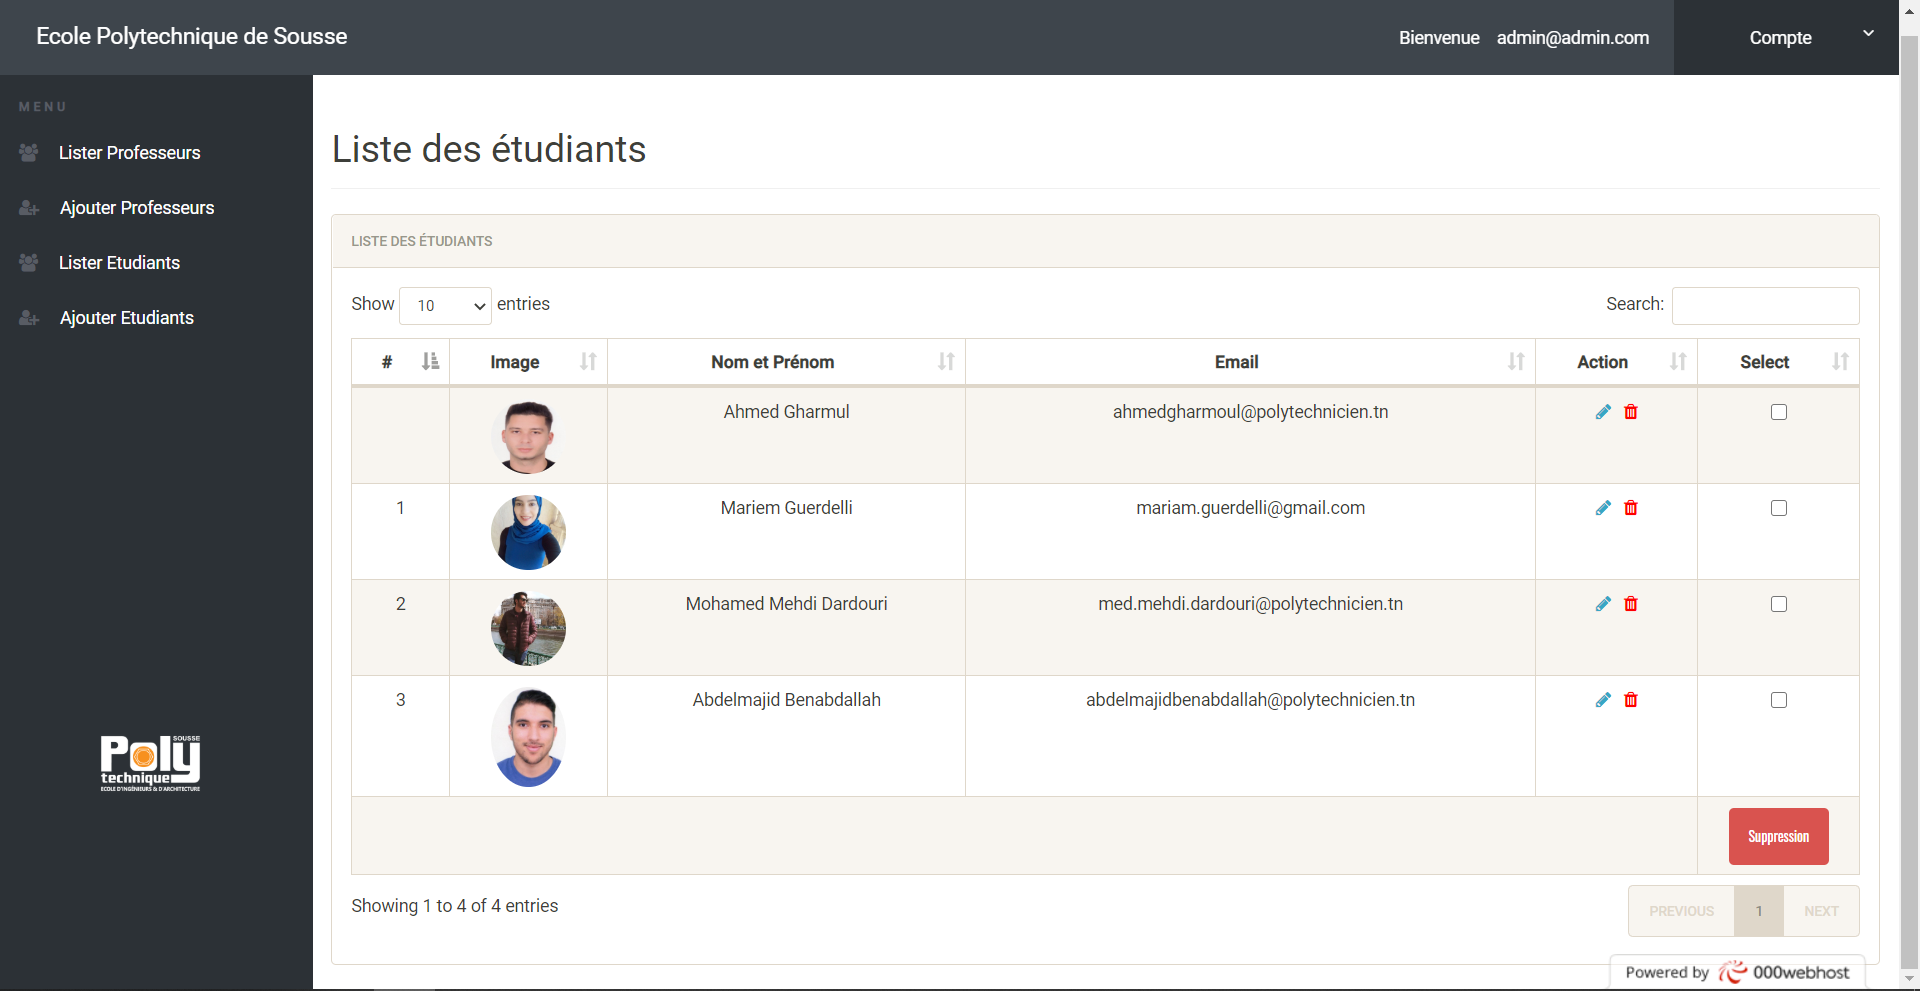 Ecole Polytechnique de Sousse
Bienvenue admin@admin.com
Compte
MENU
Lister Professeurs
Ajouter Professeurs
Lister Etudiants
Ajouter Etudiants
SOUSSE
Poly
technique
ECOLE D'INGÉNIEURS & D'ARCHITECTURE
Liste des étudiants
LISTE DES ÉTUDIANTS
Show 10 entries
Search:
# Image Nom et Prénom Email Action Select
Ahmed Gharmul ahmedgharmoul@polytechnicien.tn
1 Mariem Guerdelli mariam.guerdelli@gmail.com
2 Mohamed Mehdi Dardouri med.mehdi.dardouri@polytechnicien.tn
3 Abdelmajid Benabdallah abdelmajidbenabdallah@polytechnicien.tn
Suppression
Showing 1 to 4 of 4 entries
PREVIOUS 1 NEXT
Powered by 000webhost